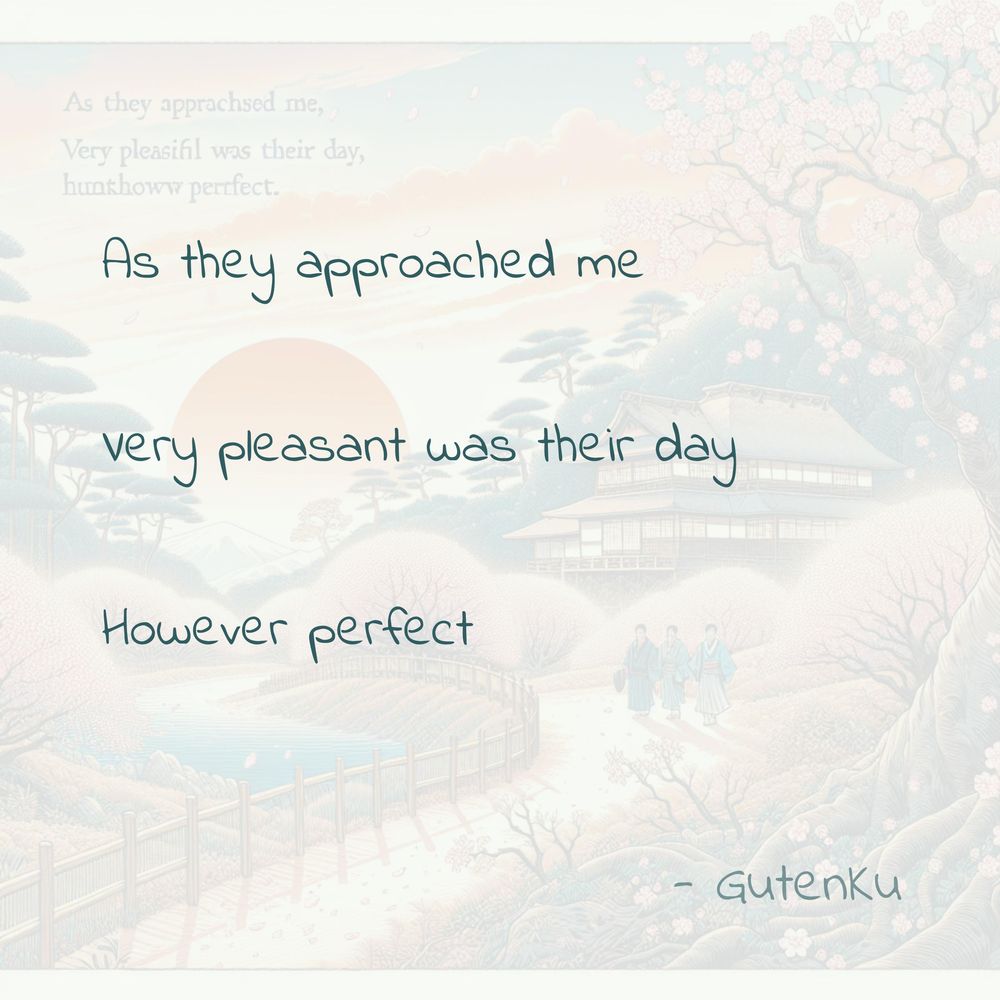 As they apprachsed me,
Very pleasifil was their day,
hunkhoww perrfect.
As they approached me
very pleasant was their day
However perfect
- GutenKu